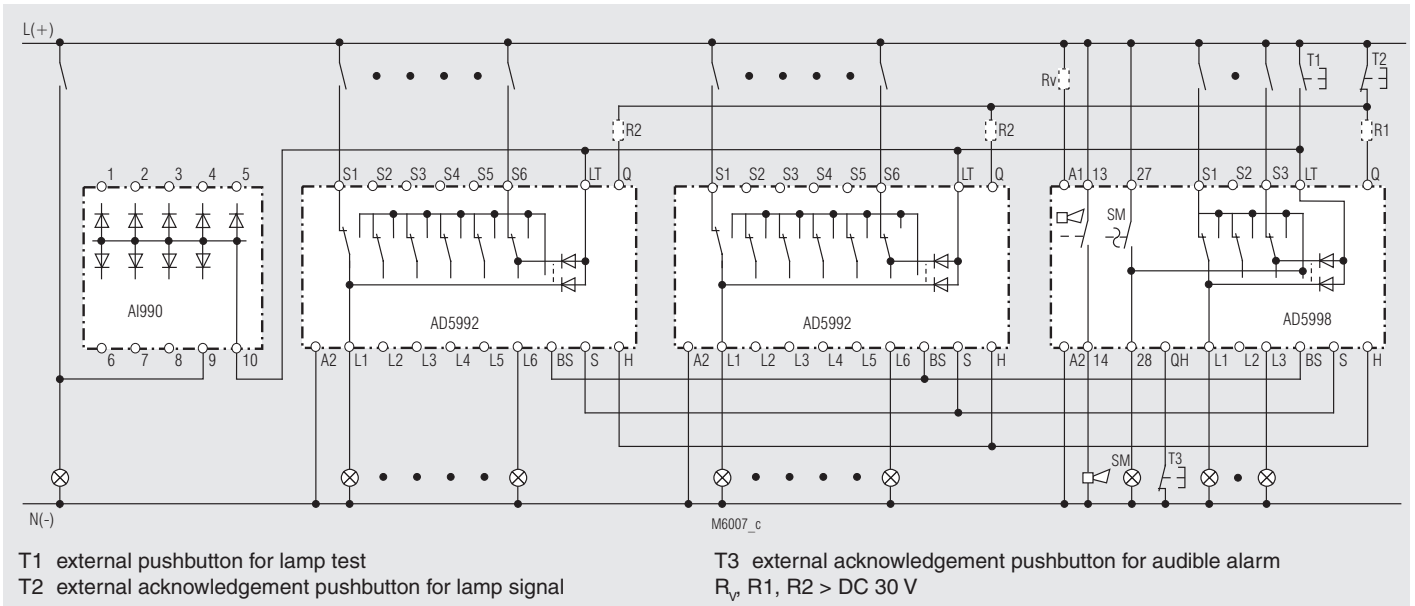 L(+)
T1 T2
Rv
R2 R2 R1
1 2 3 4 5 S1 S2 S3 S4 S5 S6 LT Q S1 S2 S3 S4 S5 S6 LT Q A1 13 27 S1 S2 S3 LT Q
SM
AI990 AD5992 AD5992 AD5998
6 7 8 9 10 A2 L1 L2 L3 L4 L5 L6 BS S H A2 L1 L2 L3 L4 L5 L6 BS S H A2 14 28 QH L1 L2 L3 BS S H
SM T3
N(-)
M6007_c
T1 external pushbutton for lamp test
T2 external acknowledgement pushbutton for lamp signal
T3 external acknowledgement pushbutton for audible alarm
Rv, R1, R2 > DC 30 V